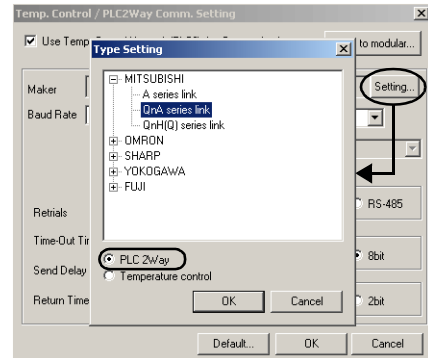 Temp. Control / PLC2Way Comm. Setting
Use Temp
to modular...
Type Setting
MITSUBISHI
A series link
QnA series link
QnH(Q) series link
OMRON
SHARP
YOKOGAWA
FUJI
Maker
Setting...
Baud Rate
Retrials
RS-485
Time-Out Tir
PLC 2Way
8bit
Send Delay
Temperature control
Return Time
OK
Cancel
2bit
Default...
OK
Cancel